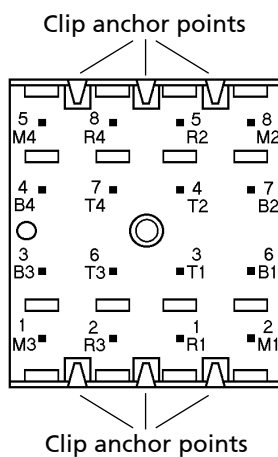 Clip anchor points
5 8 5 8
M4 R4 R2 M2
4 7 4 7
B4 T4 T2 B2
3 6 3 6
B3 T3 T1 B1
1 2 1 2
M3 R3 R1 M1
Clip anchor points